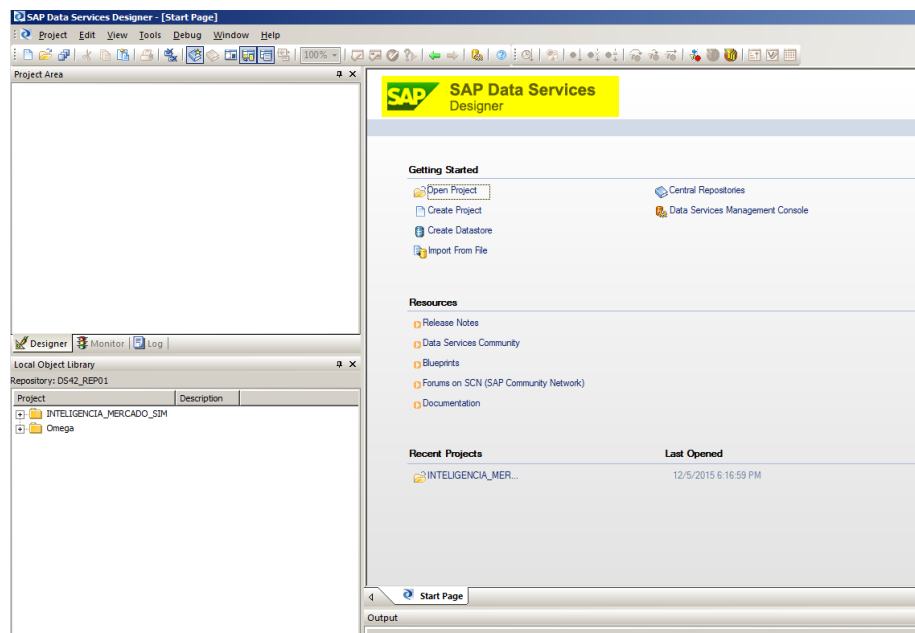 SAP Data Services Designer - [Start Page]
Project Edit View Tools Debug Window Help
100%
Project Area
SAP SAP Data Services
Designer
Getting Started
Open Project Central Repositories
Create Project Data Services Management Console
Create Datastore
Import From File
Resources
Release Notes
Data Services Community
Blueprints
Forums on SCN (SAP Community Network)
Documentation
Recent Projects Last Opened
INTELIGENCIA_MER... 12/5/2015 6:16:59 PM
Designer Monitor Log
Local Object Library
Repository: DS42_REP01
Project Description
INTELIGENCIA_MERCADO_SIM
Omega
Start Page
Output